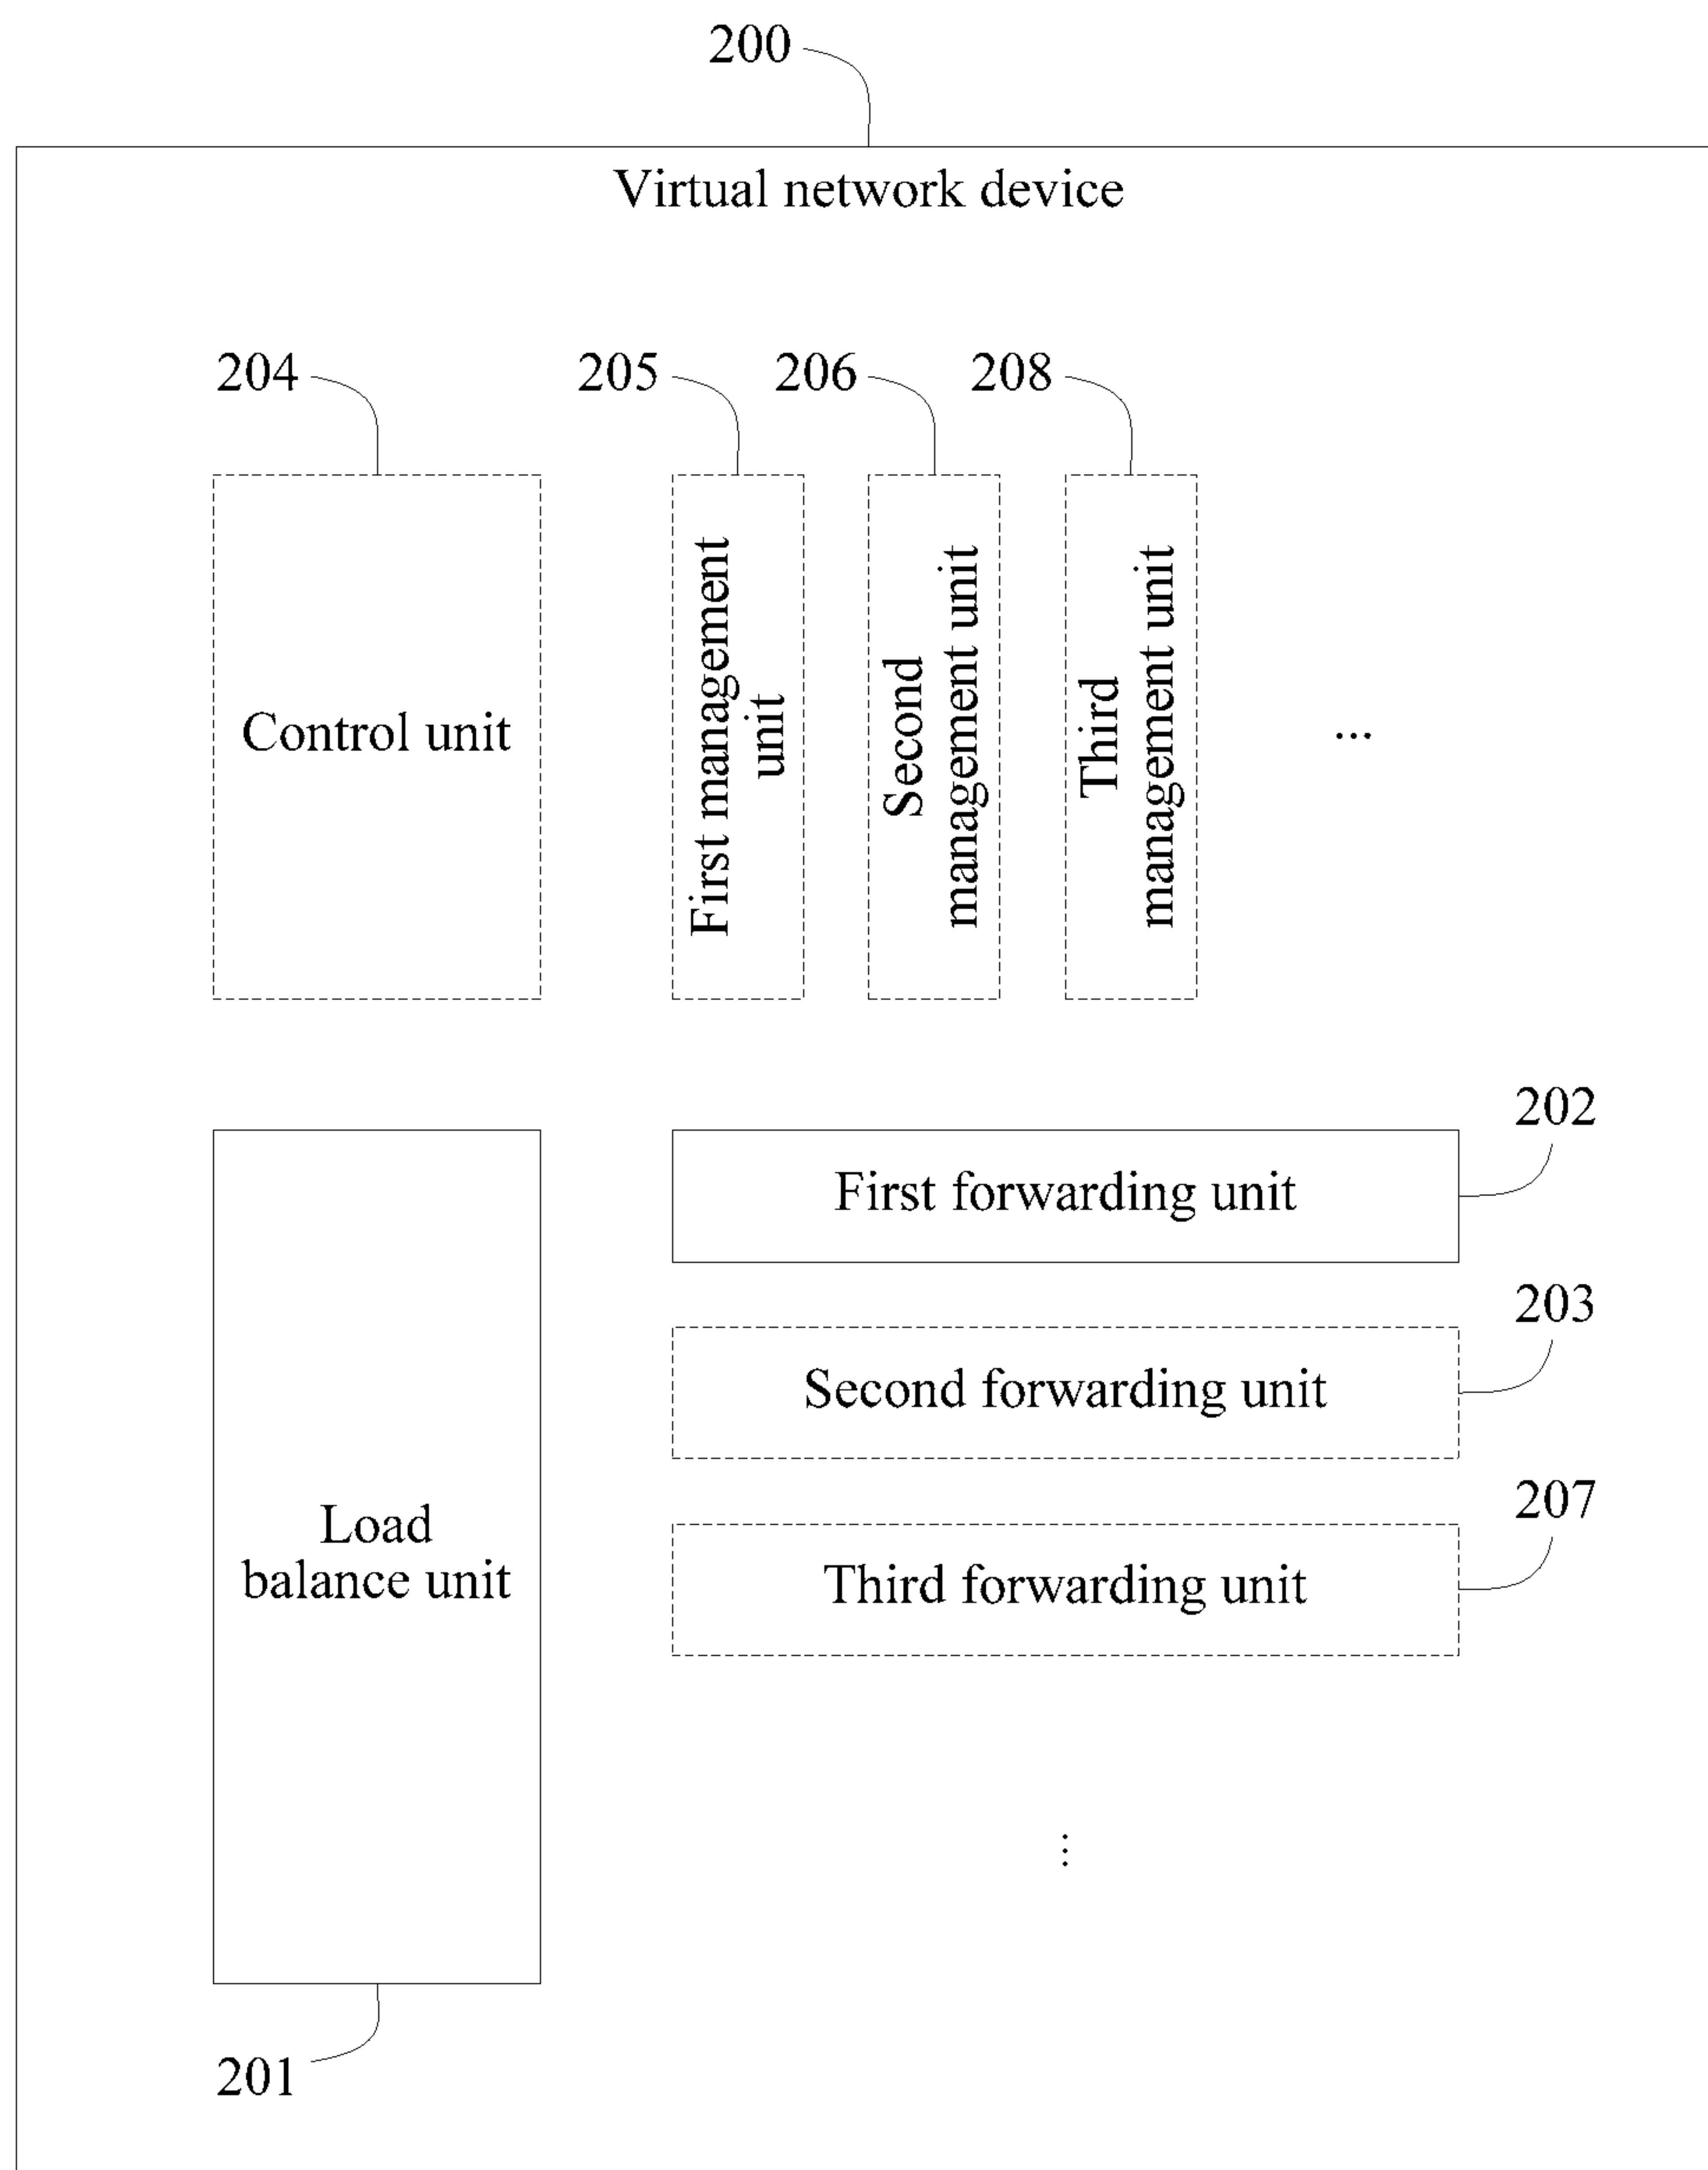 200
Virtual network device
204
205
206
208
Control unit
First management
unit
Second
management unit
Third
management unit
...
202
First forwarding unit
203
Second forwarding unit
207
Third forwarding unit
Load
balance unit
...
201